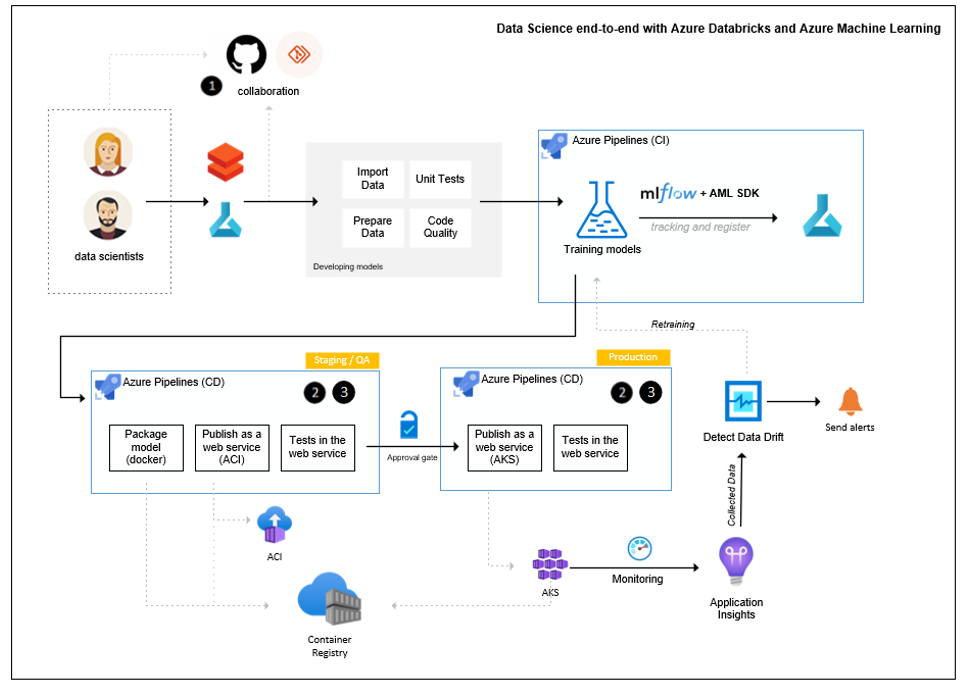 Data Science end-to-end with Azure Databricks and Azure Machine Learning
1
collaboration
data scientists
Import
Data
Unit Tests
Prepare
Data
Code
Quality
Developing models
Azure Pipelines (CI)
mlflow + AML SDK
tracking and register
Training models
Retraining
Staging / QA
Azure Pipelines (CD)
2 3
Package
model
(docker)
Publish as a
web service
(ACI)
Tests in the
web service
Approval gate
Production
Azure Pipelines (CD)
2 3
Publish as a
web service
(AKS)
Tests in the
web service
Detect Data Drift
Send alerts
Collected Data
ACI
AKS
Monitoring
Application
Insights
Container
Registry